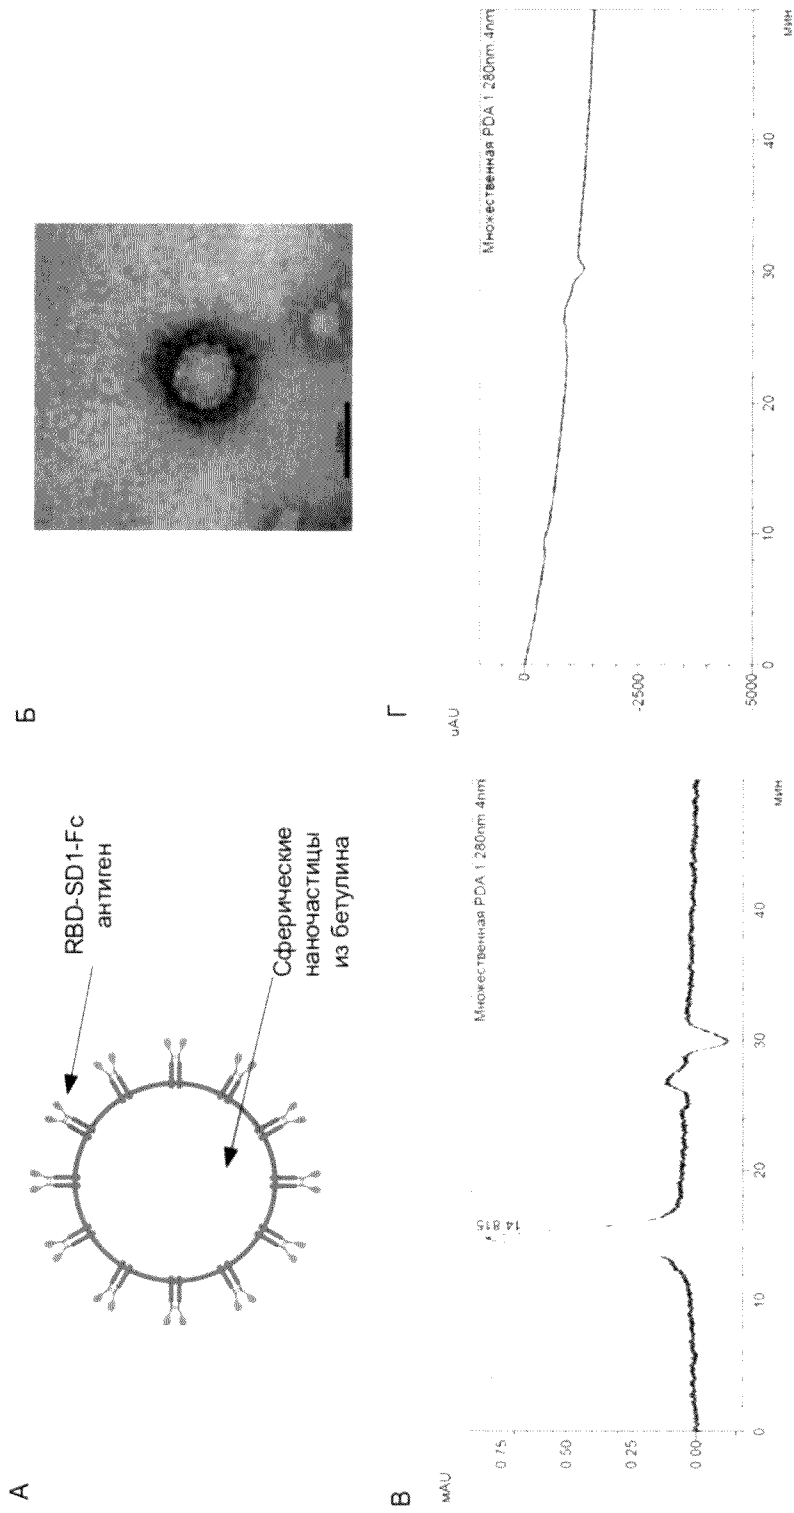 А
RBD-SD1-Fc
антиген
Сферические
наночастицы
из бетулина
Б
В
мАU
Множественная PDA 1 280nm,4nm
0.75
0.50
0.25
0.00
14.815
0 10 20 30 40
мин
Г
uAU
Множественная PDA 1 280nm,4nm
0
-2500
-5000
0 10 20 30 40
мин